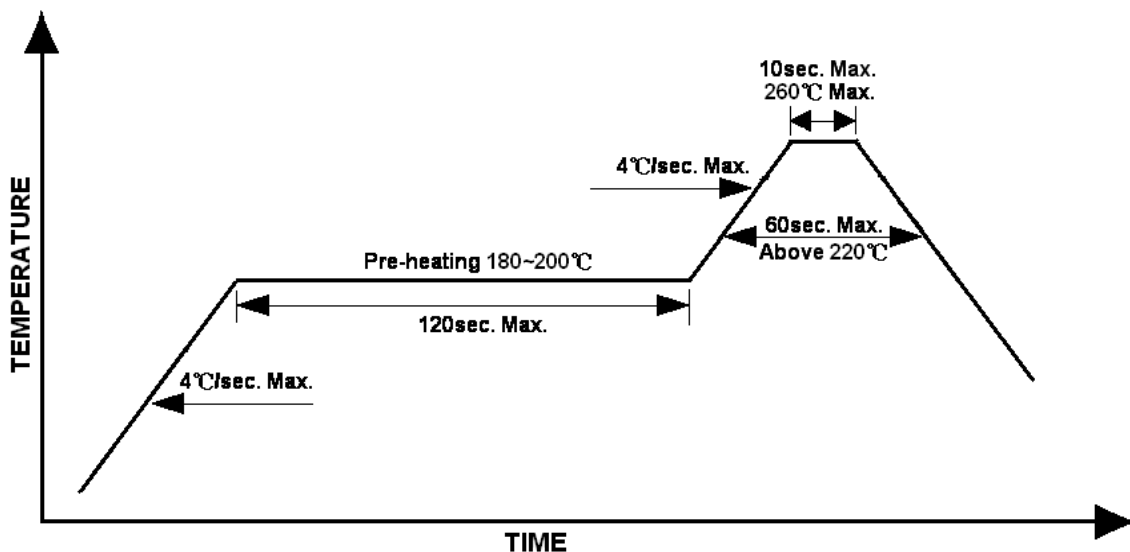 10sec. Max.
260℃ Max.
4℃/sec. Max.
60sec. Max.
Above 220℃
Pre-heating 180~200℃
120sec. Max.
4℃/sec. Max.
TEMPERATURE
TIME